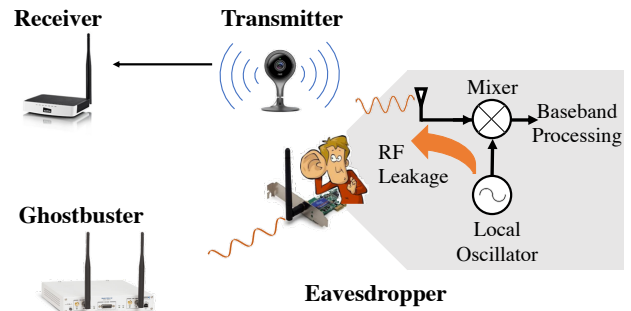 Receiver
Transmitter
Mixer
Baseband
Processing
RF
Leakage
Local
Oscillator
Ghostbuster
Eavesdropper